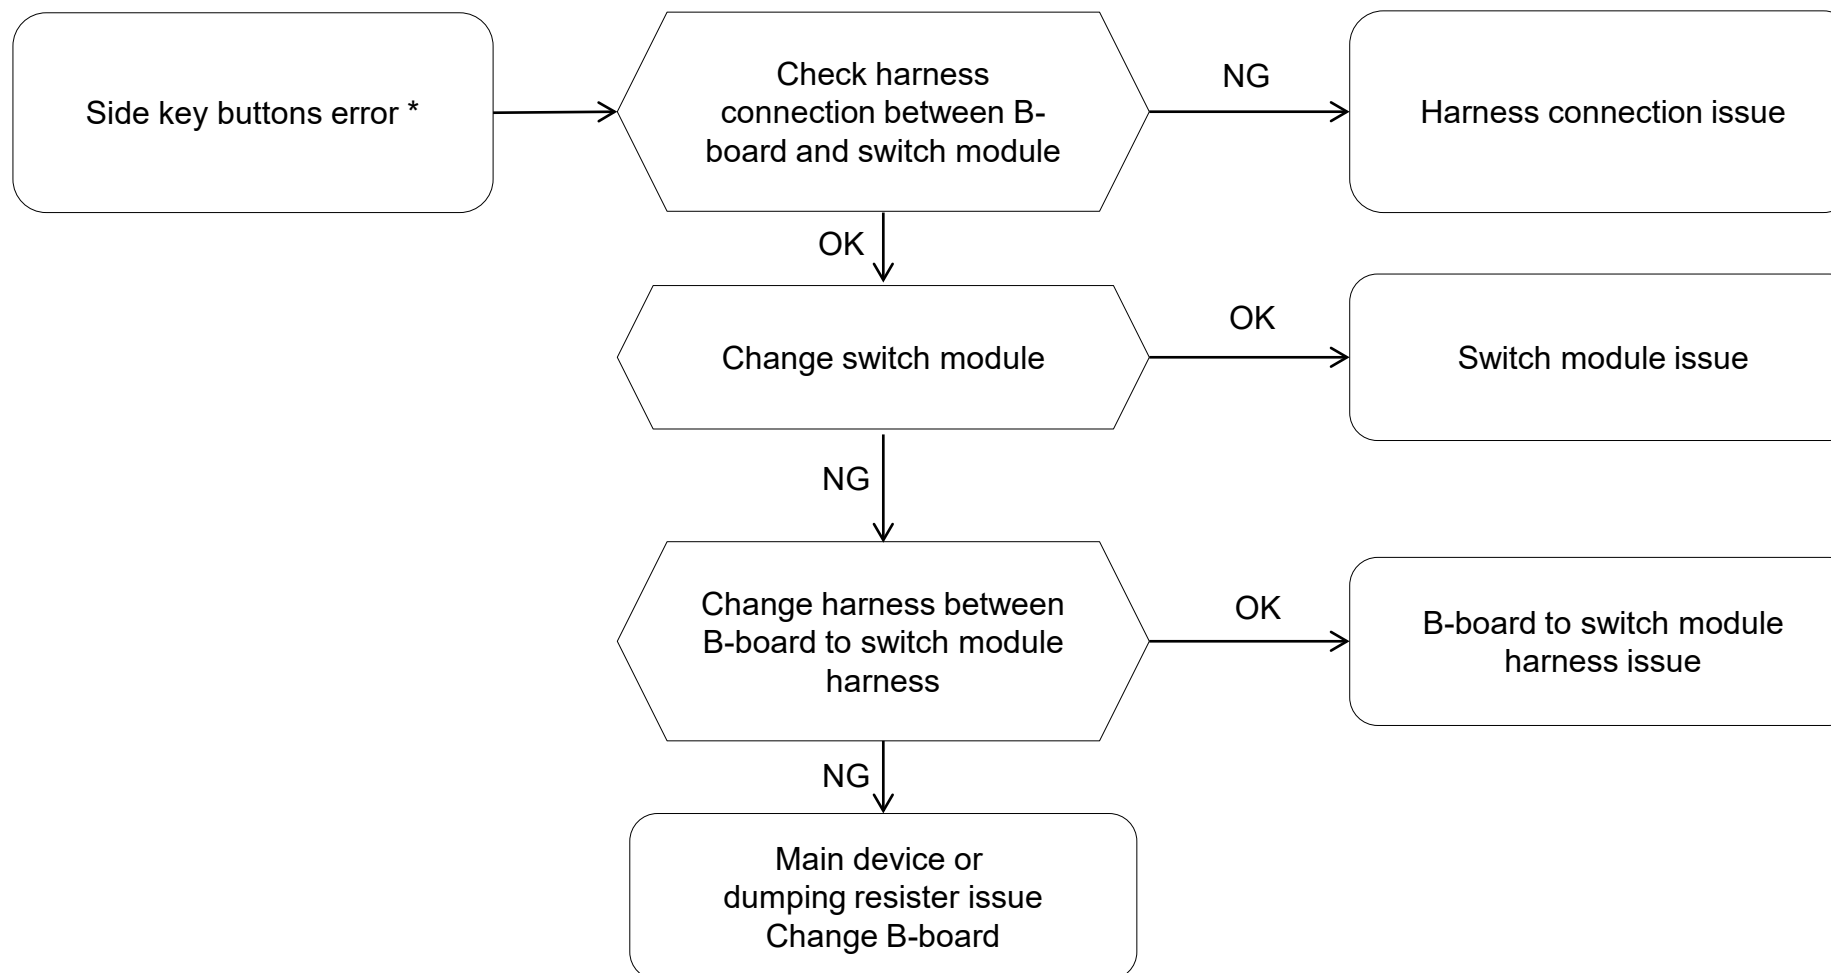 Side key buttons error *
Check harness
connection between B-
board and switch module
NG
Harness connection issue
OK
Change switch module
OK
Switch module issue
NG
Change harness between
B-board to switch module
harness
OK
B-board to switch module
harness issue
NG
Main device or
dumping resister issue
Change B-board